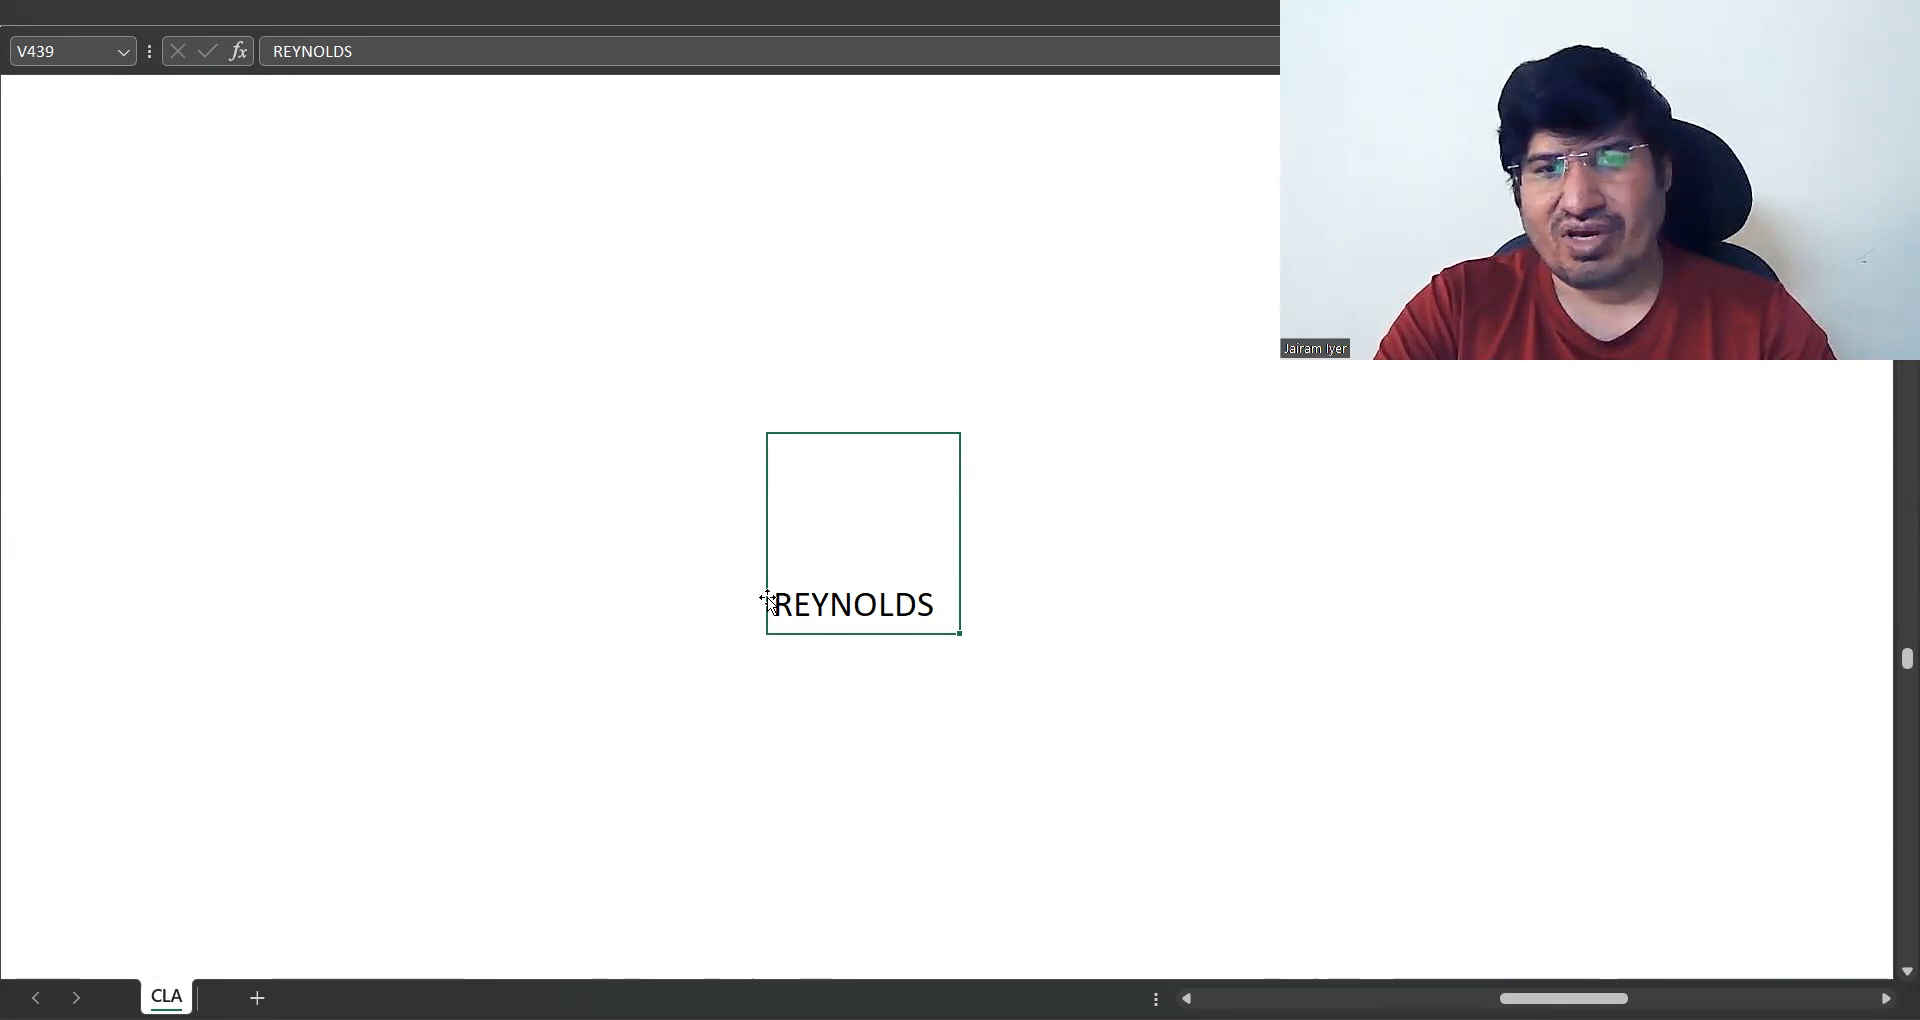 V439
fx
REYNOLDS
Jairam Iyer
REYNOLDS
CLA